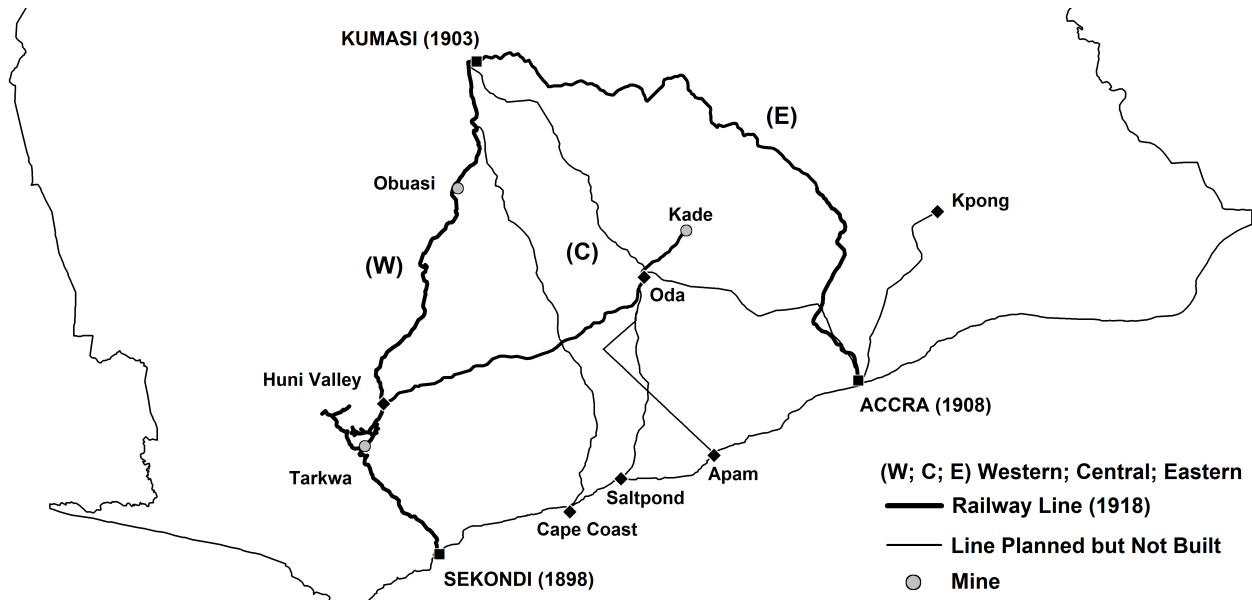 KUMASI (1903)
(E)
Obuasi
Kpong
Kade
(W)
(C)
Oda
Huni Valley
ACCRA (1908)
Tarkwa
Apam
Saltpond
Cape Coast
SEKONDI (1898)
(W; C; E) Western; Central; Eastern
Railway Line (1918)
Line Planned but Not Built
Mine